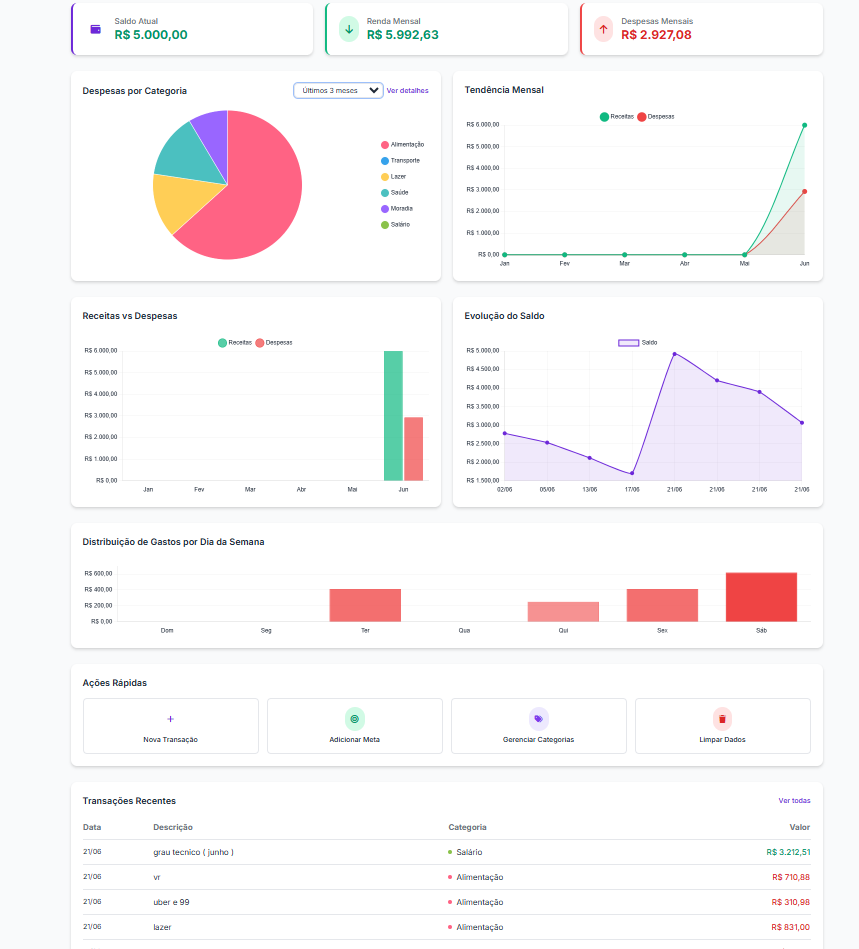 Saldo Atual
R$ 5.000,00
Renda Mensal
R$ 5.992,63
Despesas Mensais
R$ 2.927,08
Despesas por Categoria
Últimos 3 meses
Ver detalhes
Alimentação
Transporte
Lazer
Saúde
Moradia
Salário
Tendência Mensal
Receitas Despesas
R$ 6.000,00
R$ 5.000,00
R$ 4.000,00
R$ 3.000,00
R$ 2.000,00
R$ 1.000,00
R$ 0,00
Jan Fev Mar Abr Mai Jun
Receitas vs Despesas
Receitas Despesas
R$ 6.000,00
R$ 5.000,00
R$ 4.000,00
R$ 3.000,00
R$ 2.000,00
R$ 1.000,00
R$ 0,00
Jan Fev Mar Abr Mai Jun
Evolução do Saldo
Saldo
R$ 5.000,00
R$ 4.500,00
R$ 4.000,00
R$ 3.500,00
R$ 3.000,00
R$ 2.500,00
R$ 2.000,00
R$ 1.500,00
02/06 05/06 13/06 17/06 21/06 21/06 21/06 21/06
Distribuição de Gastos por Dia da Semana
R$ 600,00
R$ 400,00
R$ 200,00
R$ 0,00
Dom Seg Ter Qua Qui Sex Sáb
Ações Rápidas
Nova Transação
Adicionar Meta
Gerenciar Categorias
Limpar Dados
Transações Recentes
Ver todas
Data Descrição Categoria Valor
21/06 grau tecnico ( junho ) Salário R$ 3.212,51
21/06 vr Alimentação R$ 710,88
21/06 uber e 99 Alimentação R$ 310,98
21/06 lazer Alimentação R$ 831,00